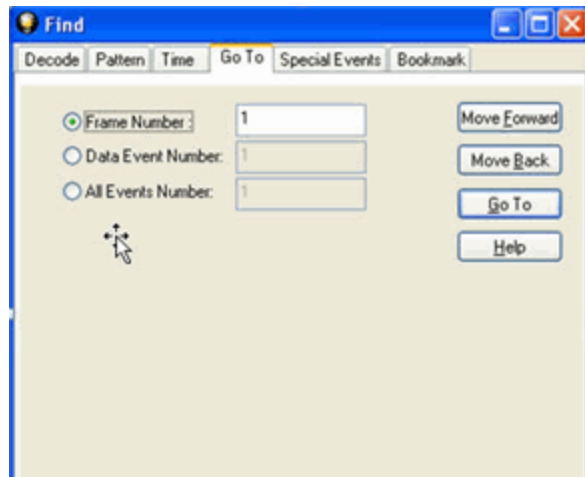 Find
Decode Pattern Time Go To Special Events Bookmark
Frame Number : 1 Move Forward
Data Event Number: 1 Move Back
All Events Number: 1 Go To
Help